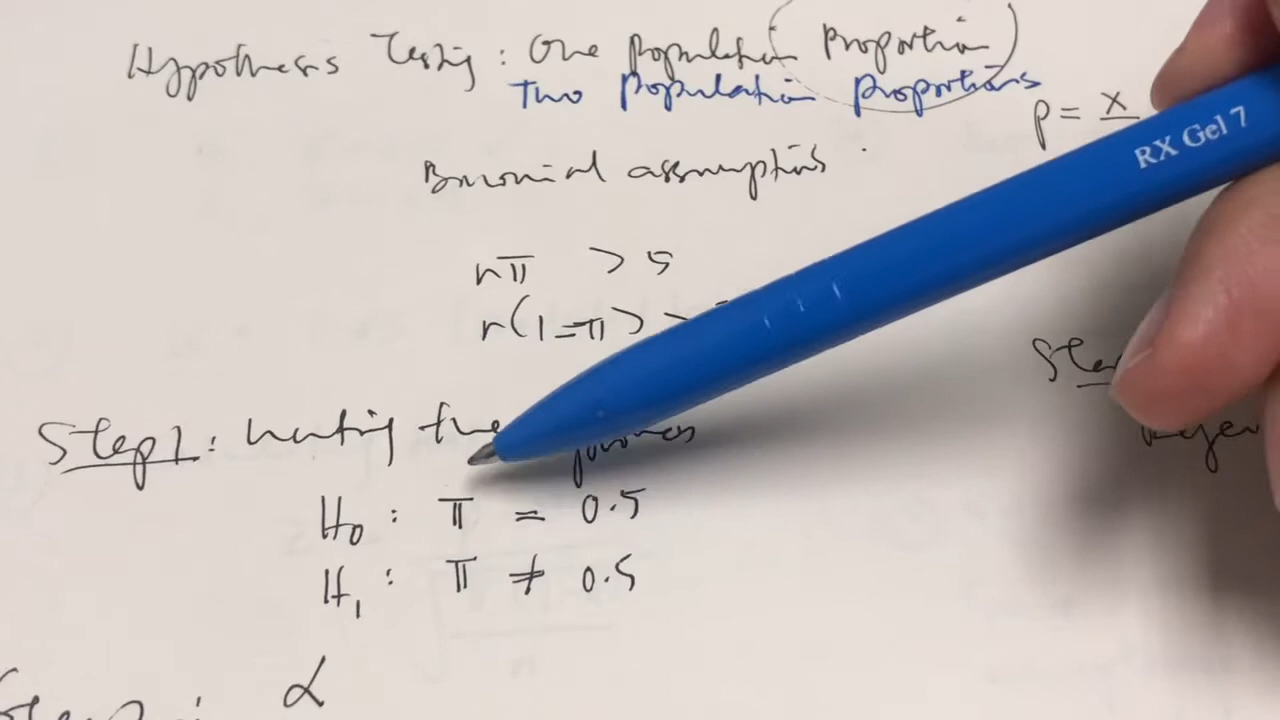 Hypothesis Testing: One Population Proportion
Two Population Proportions
p = x
RX Gel 7
Binomial assumptions
nπ > 5
n(1-π) >
Step 1: writing the
H0: π = 0.5
H1: π ≠ 0.5
α